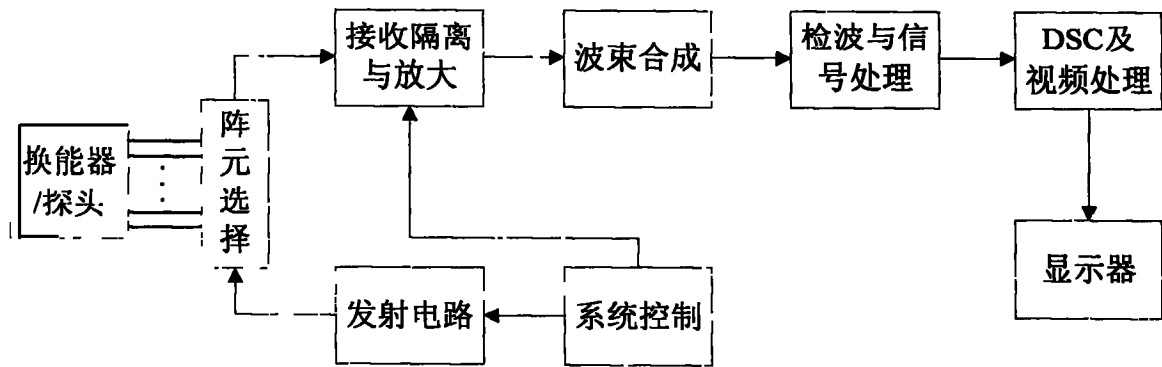 接收隔离
与放大
波束合成
检波与信
号处理
DSC及
视频处理
换能器
/探头
阵
元
选
择
发射电路
系统控制
显示器